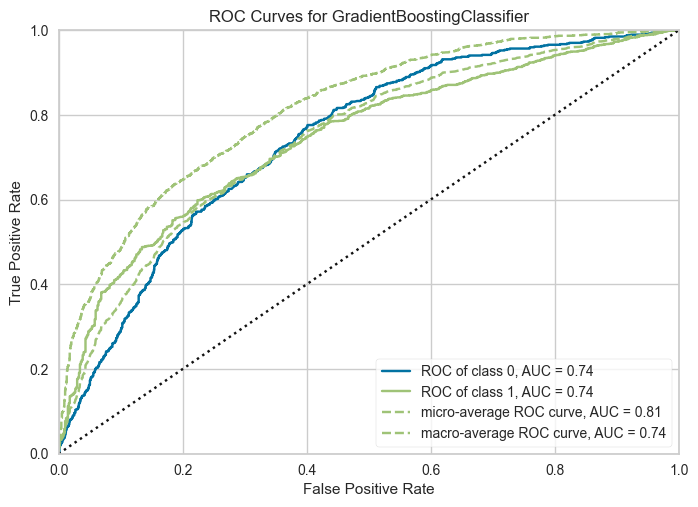 ROC Curves for GradientBoostingClassifier
True Positive Rate
1.0
0.8
0.6
0.4
0.2
0.0
ROC of class 0, AUC = 0.74
ROC of class 1, AUC = 0.74
micro-average ROC curve, AUC = 0.81
macro-average ROC curve, AUC = 0.74
0.0 0.2 0.4 0.6 0.8 1.0
False Positive Rate